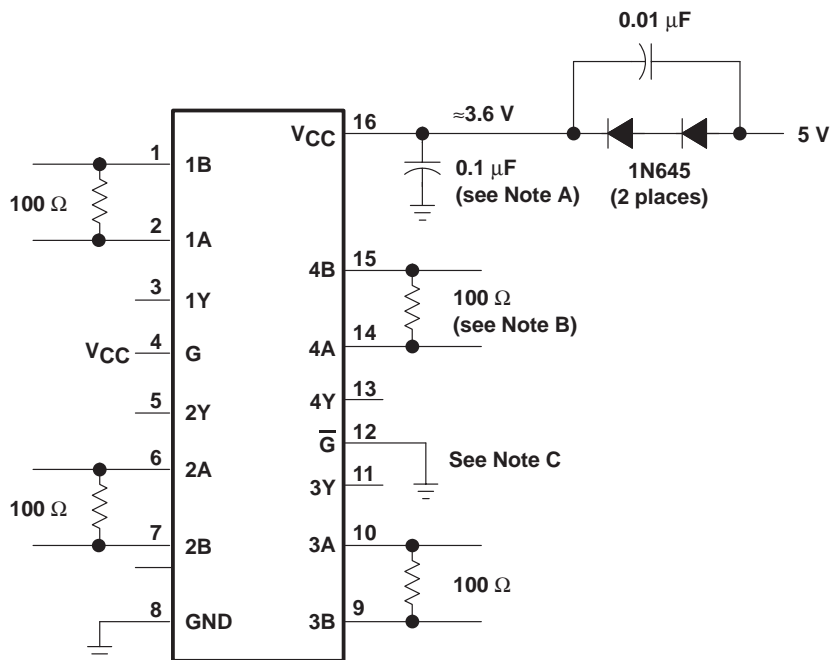 0.01 μF
5 V
≈3.6 V
1N645
(2 places)
0.1 μF
(see Note A)
16
VCC
1
1B
100 Ω
2
1A
3
1Y
VCC
4
G
5
2Y
6
2A
100 Ω
7
2B
8
GND
15
4B
100 Ω
(see Note B)
14
4A
13
4Y
12
G̅
See Note C
11
3Y
10
3A
100 Ω
9
3B